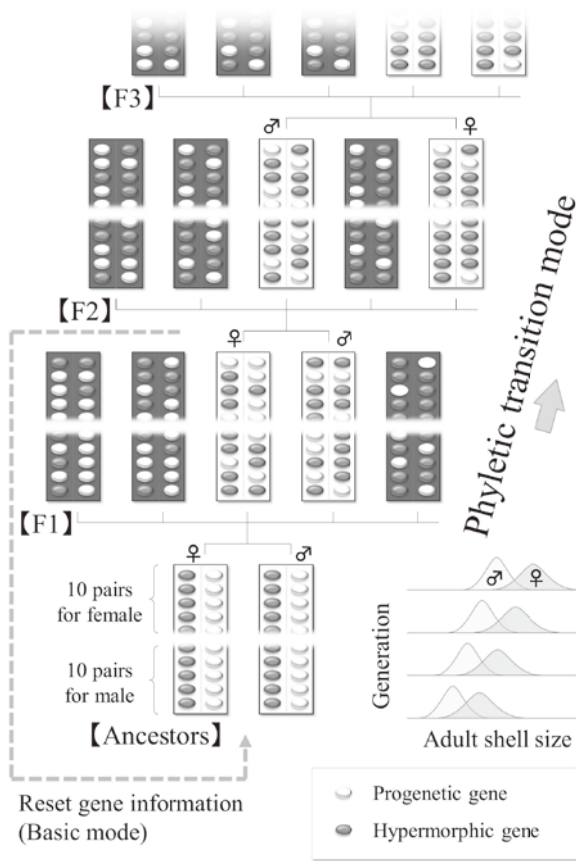 【F3】
♂ ♀
【F2】
♀ ♂
【F1】
♀ ♂
10 pairs
for female
10 pairs
for male
【Ancestors】
Reset gene information
(Basic mode)
Phyletic transition mode
♂ ♀
Generation
Adult shell size
Progenetic gene
Hypermorphic gene